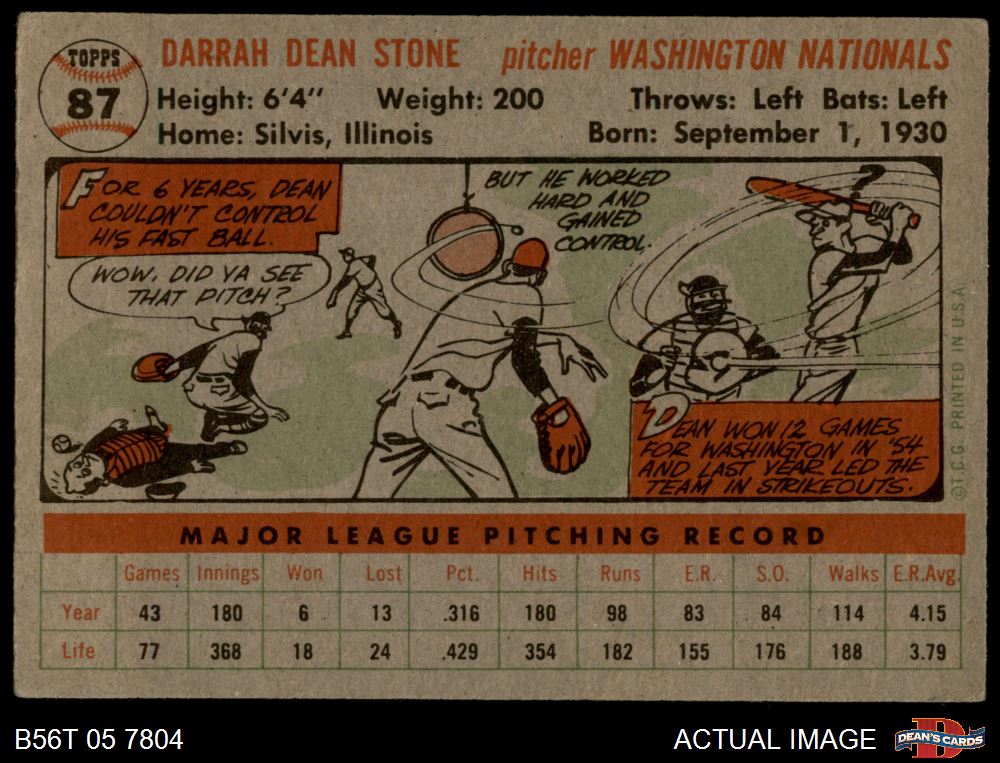 TOPPS
87
DARRAH DEAN STONE pitcher WASHINGTON NATIONALS
Height: 6'4" Weight: 200 Throws: Left Bats: Left
Home: Silvis, Illinois Born: September 1, 1930
FOR 6 YEARS, DEAN
COULDN'T CONTROL
HIS FAST BALL.
WOW, DID YA SEE
THAT PITCH?
BUT HE WORKED
HARD AND
GAINED
CONTROL.
?
DEAN WON 12 GAMES
FOR WASHINGTON IN '54
AND LAST YEAR LED THE
TEAM IN STRIKEOUTS.
©T.C.G. PRINTED IN U.S.A.
MAJOR LEAGUE PITCHING RECORD
Games Innings Won Lost Pct. Hits Runs E.R. S.O. Walks E.R.Avg.
Year 43 180 6 13 .316 180 98 83 84 114 4.15
Life 77 368 18 24 .429 354 182 155 176 188 3.79
B56T 05 7804 ACTUAL IMAGE
D
DEAN'S CARDS